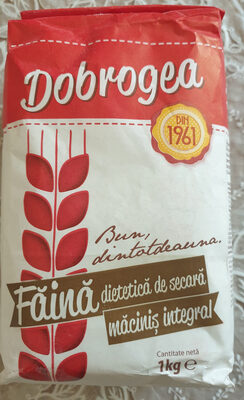 Dobrogea
DIN
1961
Bun,
dintotdeauna.
Făină dietetică de secară
măciniș integral
Cantitate netă
1kg ℮